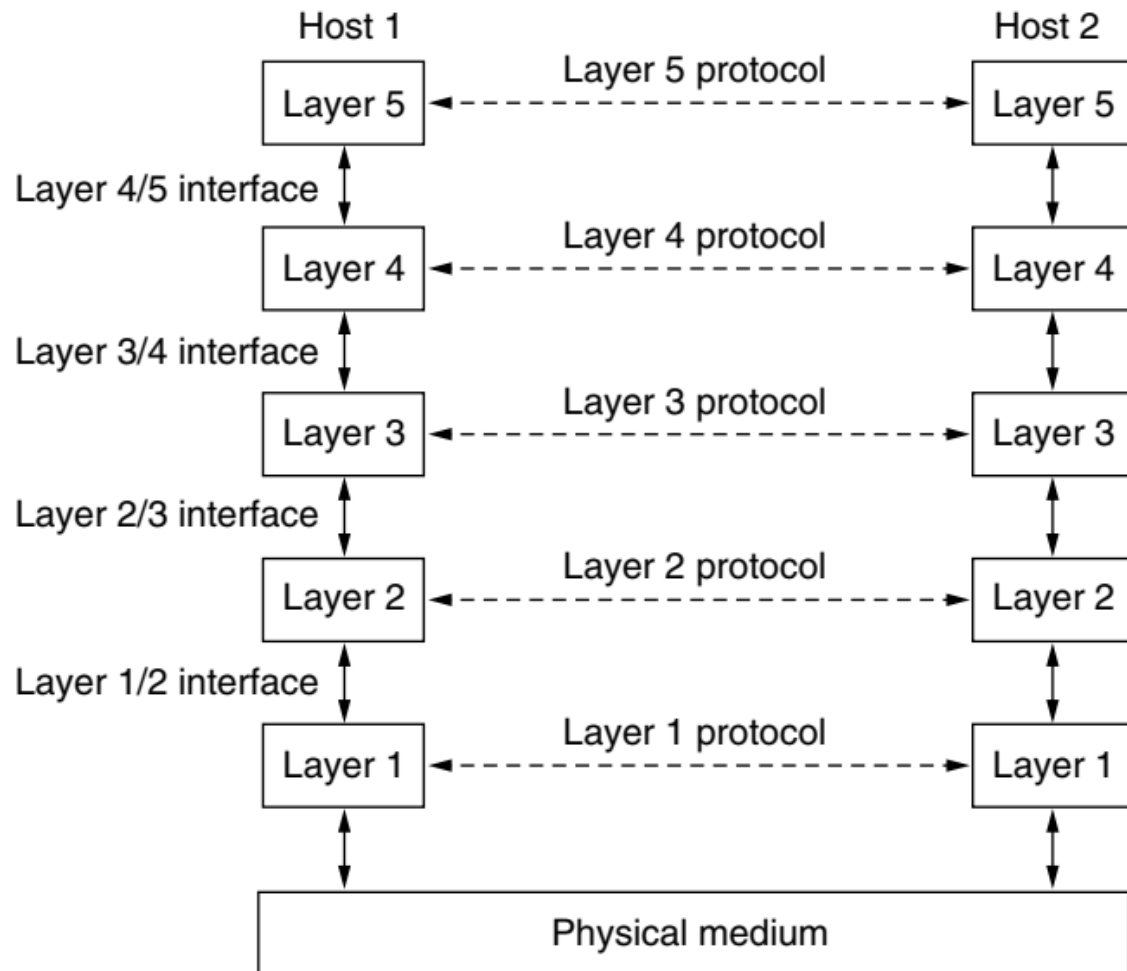 Host 1
Host 2
Layer 5 protocol
Layer 5
Layer 5
Layer 4/5 interface
Layer 4 protocol
Layer 4
Layer 4
Layer 3/4 interface
Layer 3 protocol
Layer 3
Layer 3
Layer 2/3 interface
Layer 2 protocol
Layer 2
Layer 2
Layer 1/2 interface
Layer 1 protocol
Layer 1
Layer 1
Physical medium